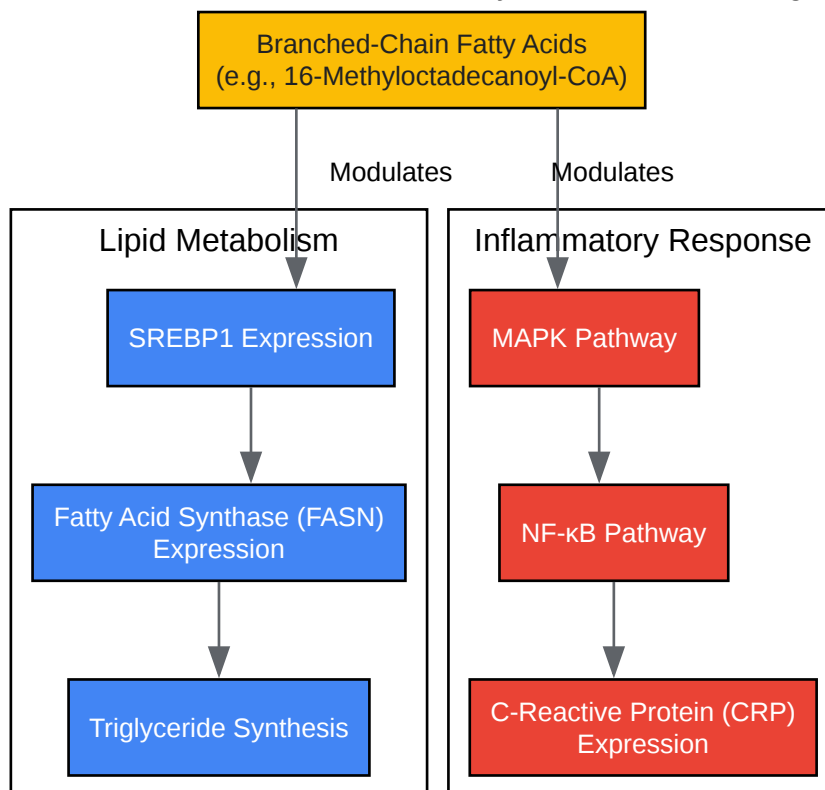 Branched-Chain Fatty Acids
(e.g., 16-Methyloctadecanoyl-CoA)
Modulates
Modulates
Lipid Metabolism
Inflammatory Response
SREBP1 Expression
MAPK Pathway
Fatty Acid Synthase (FASN)
Expression
NF-κB Pathway
Triglyceride Synthesis
C-Reactive Protein (CRP)
Expression